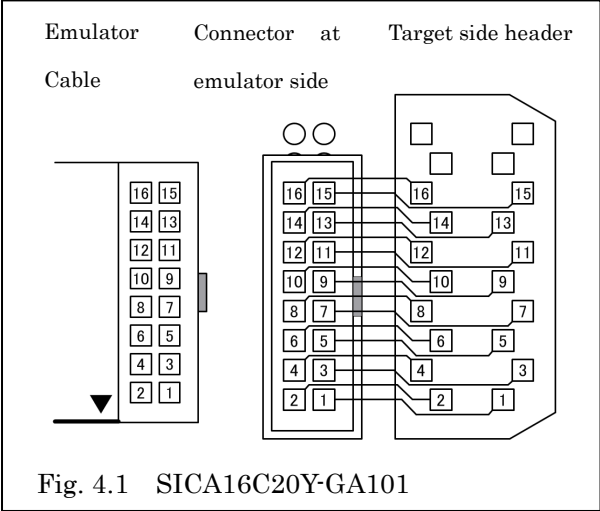 Emulator Connector at Target side header
Cable emulator side
16 15 16 15 16 15
14 13 14 13 14 13
12 11 12 11 12 11
10 9 10 9 10 9
8 7 8 7 8 7
6 5 6 5 6 5
4 3 4 3 4 3
2 1 2 1 2 1
Fig. 4.1 SICA16C20Y-GA101